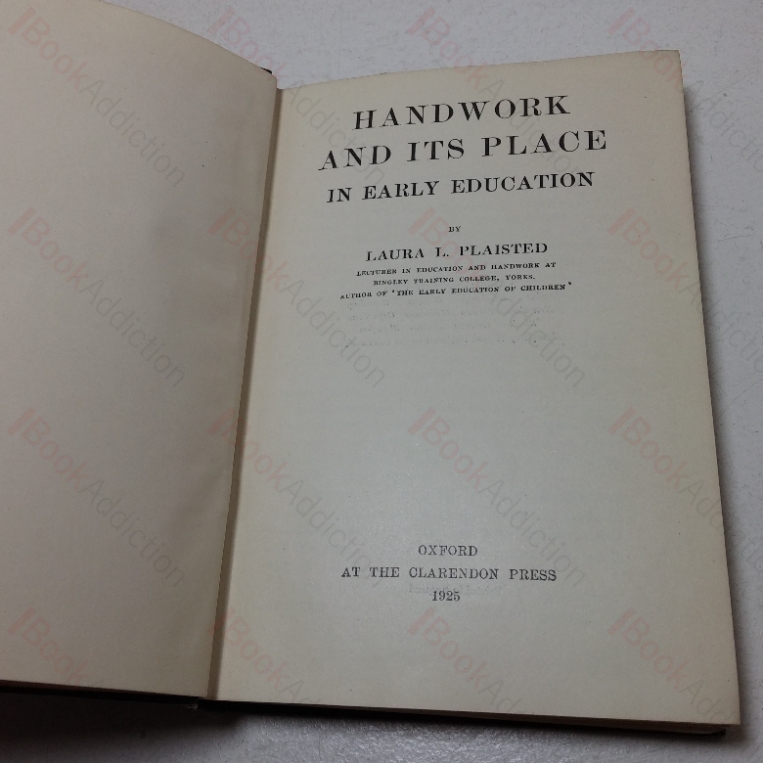 HANDWORK
AND ITS PLACE
IN EARLY EDUCATION
BY
LAURA L. PLAISTED
LECTURER IN EDUCATION AND HANDWORK AT
BINGLEY TRAINING COLLEGE, YORKS.
AUTHOR OF 'THE EARLY EDUCATION OF CHILDREN'
OXFORD
AT THE CLARENDON PRESS
1925
BookAddiction